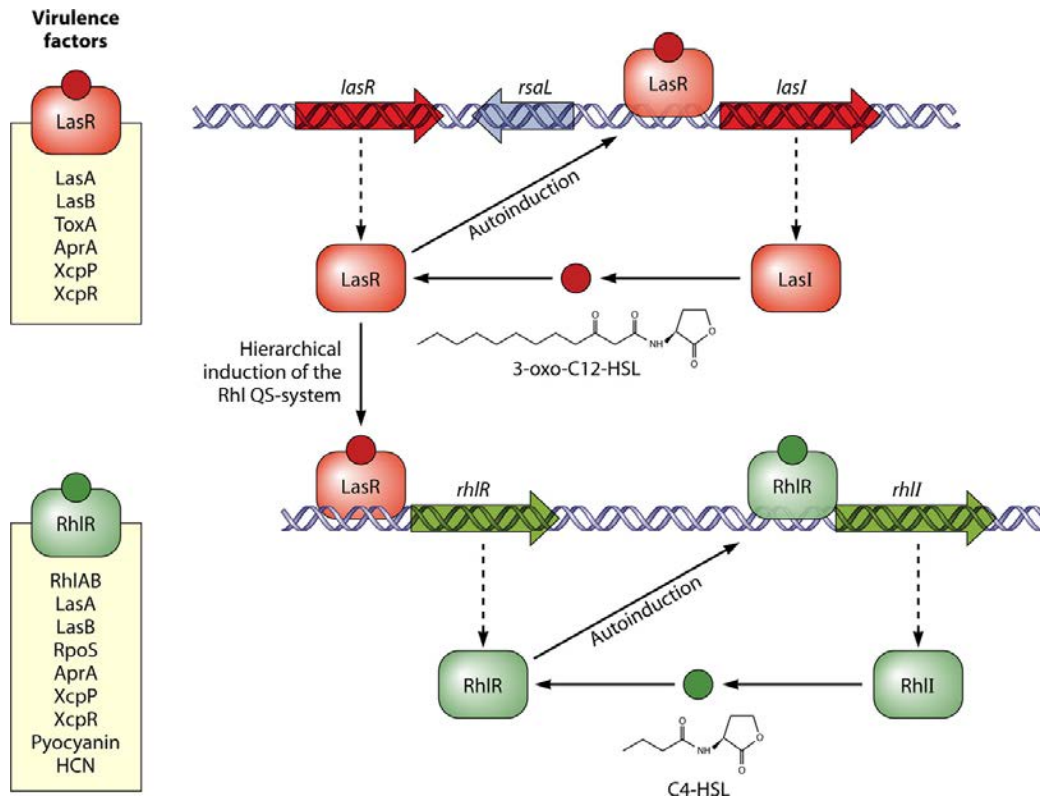 Virulence
factors
LasR
LasA
LasB
ToxA
AprA
XcpP
XcpR
lasR
rsaL
LasR
lasI
Autoinduction
LasR
LasI
O
O
NH
O
O
3-oxo-C12-HSL
Hierarchical
induction of the
Rhl QS-system
LasR
rhlR
RhlR
rhlI
RhlR
RhlAB
LasA
LasB
RpoS
AprA
XcpP
XcpR
Pyocyanin
HCN
Autoinduction
RhlR
RhlI
O
NH
O
O
C4-HSL